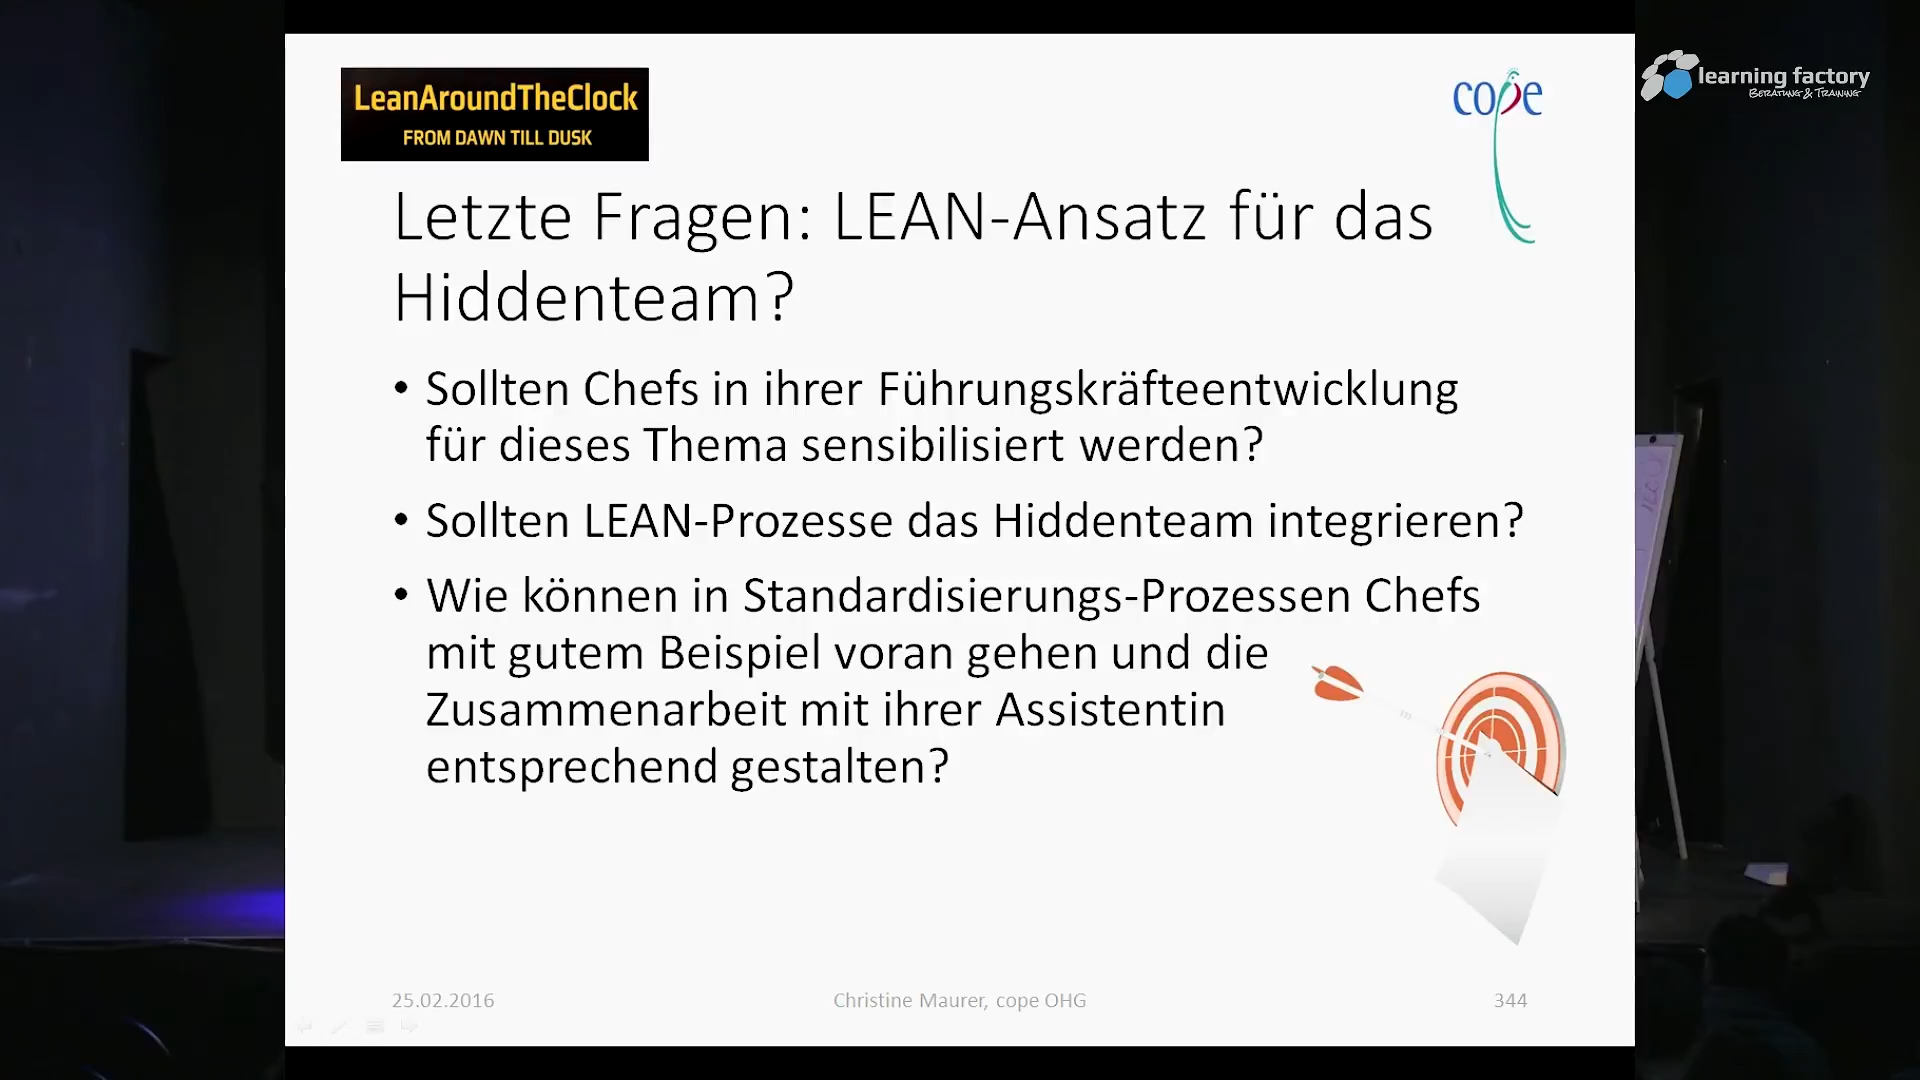 LeanAroundTheClock
FROM DAWN TILL DUSK
cope
learning factory
BERATUNG & TRAINING
Letzte Fragen: LEAN-Ansatz für das
Hiddenteam?
• Sollten Chefs in ihrer Führungskräfteentwicklung
für dieses Thema sensibilisiert werden?
• Sollten LEAN-Prozesse das Hiddenteam integrieren?
• Wie können in Standardisierungs-Prozessen Chefs
mit gutem Beispiel voran gehen und die
Zusammenarbeit mit ihrer Assistentin
entsprechend gestalten?
25.02.2016
Christine Maurer, cope OHG
344